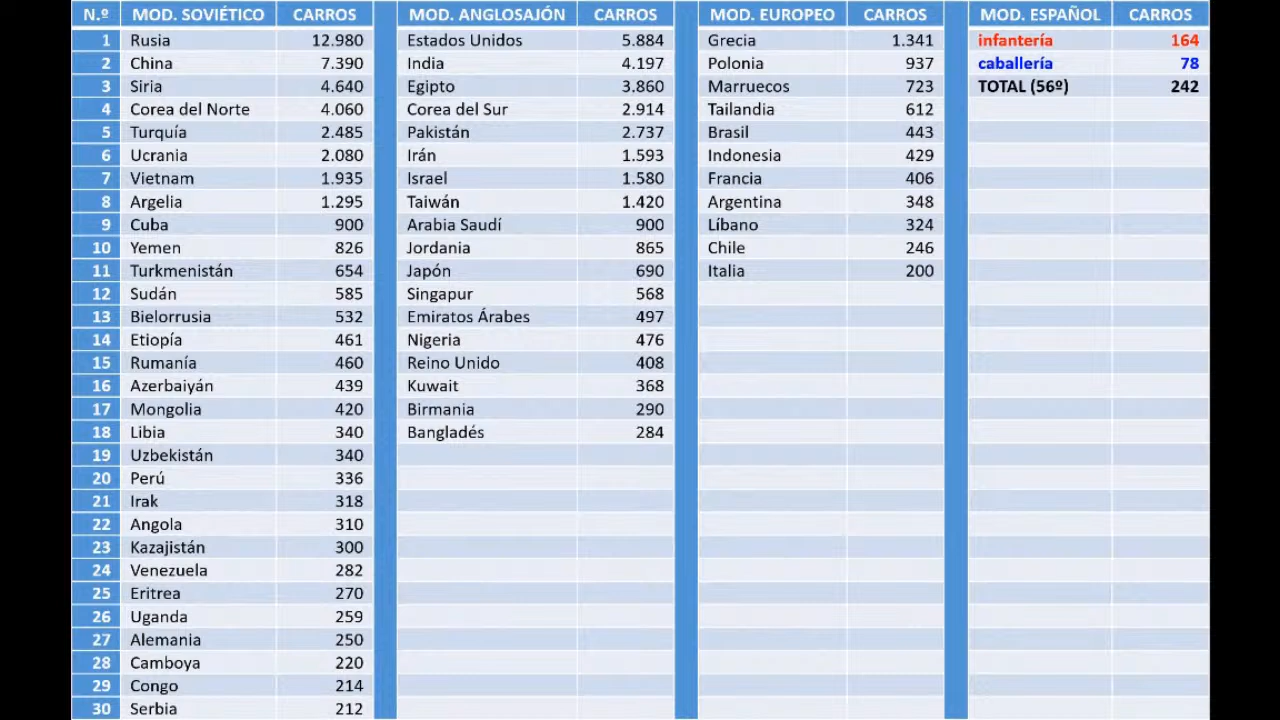 N.º MOD. SOVIÉTICO CARROS MOD. ANGLOSAJÓN CARROS MOD. EUROPEO CARROS MOD. ESPAÑOL CARROS
1 Rusia 12.980 Estados Unidos 5.884 Grecia 1.341 infantería 164
2 China 7.390 India 4.197 Polonia 937 caballería 78
3 Siria 4.640 Egipto 3.860 Marruecos 723 TOTAL (56º) 242
4 Corea del Norte 4.060 Corea del Sur 2.914 Tailandia 612
5 Turquía 2.485 Pakistán 2.737 Brasil 443
6 Ucrania 2.080 Irán 1.593 Indonesia 429
7 Vietnam 1.935 Israel 1.580 Francia 406
8 Argelia 1.295 Taiwán 1.420 Argentina 348
9 Cuba 900 Arabia Saudí 900 Líbano 324
10 Yemen 826 Jordania 865 Chile 246
11 Turkmenistán 654 Japón 690 Italia 200
12 Sudán 585 Singapur 568
13 Bielorrusia 532 Emiratos Árabes 497
14 Etiopía 461 Nigeria 476
15 Rumanía 460 Reino Unido 408
16 Azerbaiyán 439 Kuwait 368
17 Mongolia 420 Birmania 290
18 Libia 340 Bangladés 284
19 Uzbekistán 340
20 Perú 336
21 Irak 318
22 Angola 310
23 Kazajistán 300
24 Venezuela 282
25 Eritrea 270
26 Uganda 259
27 Alemania 250
28 Camboya 220
29 Congo 214
30 Serbia 212